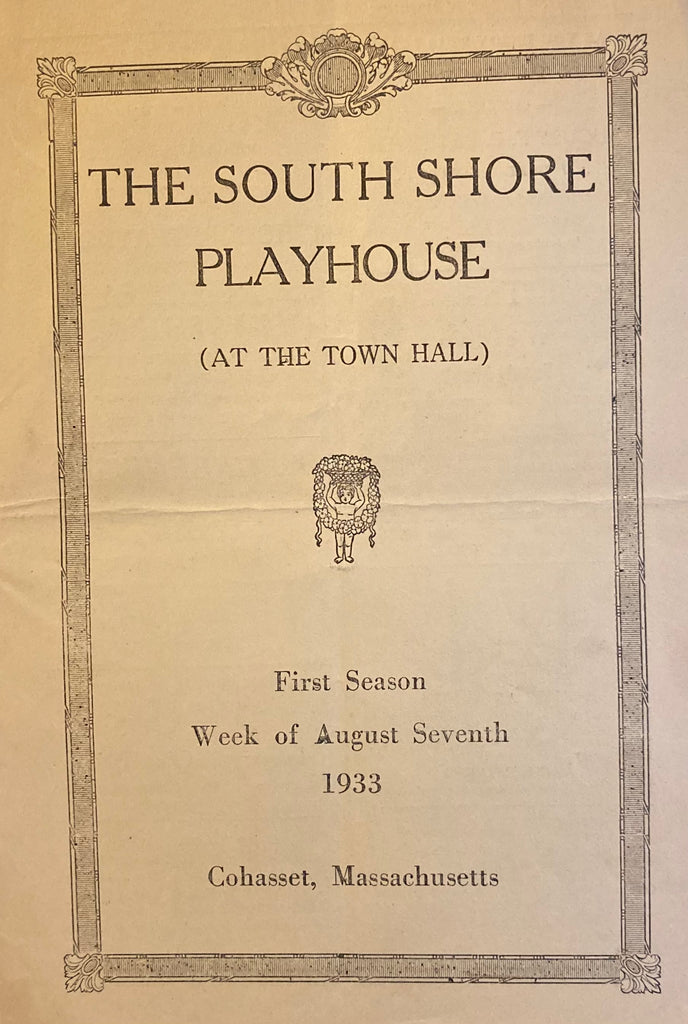 THE SOUTH SHORE
PLAYHOUSE
(AT THE TOWN HALL)
First Season
Week of August Seventh
1933
Cohasset, Massachusetts